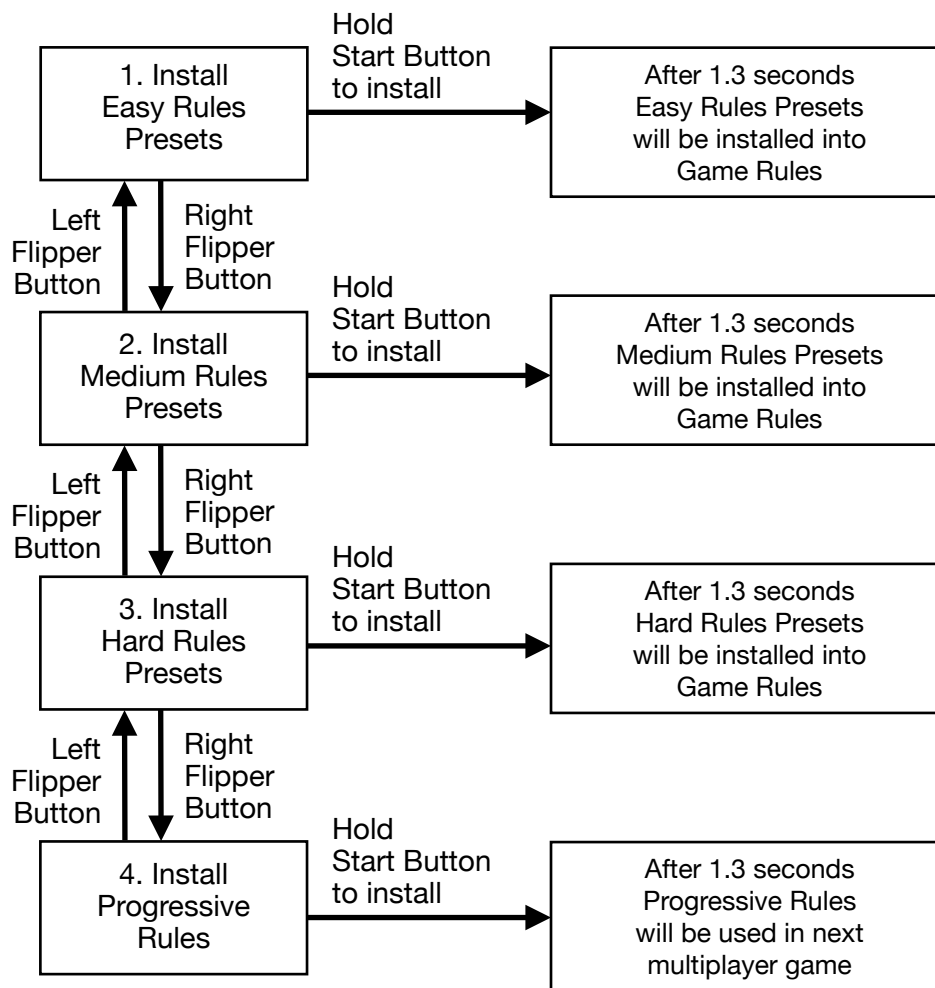 Hold
Start Button
to install
1. Install
Easy Rules
Presets
After 1.3 seconds
Easy Rules Presets
will be installed into
Game Rules
Left
Flipper
Button
Right
Flipper
Button
Hold
Start Button
to install
2. Install
Medium Rules
Presets
After 1.3 seconds
Medium Rules Presets
will be installed into
Game Rules
Left
Flipper
Button
Right
Flipper
Button
Hold
Start Button
to install
3. Install
Hard Rules
Presets
After 1.3 seconds
Hard Rules Presets
will be installed into
Game Rules
Left
Flipper
Button
Right
Flipper
Button
Hold
Start Button
to install
4. Install
Progressive
Rules
After 1.3 seconds
Progressive Rules
will be used in next
multiplayer game